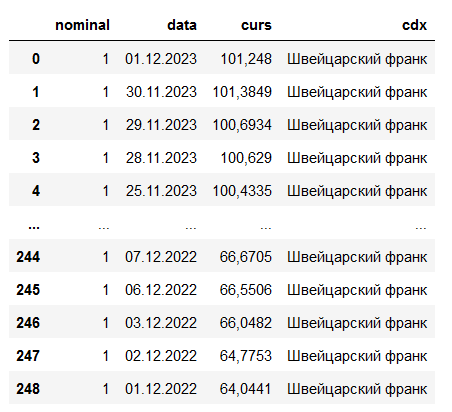 nominal data curs cdx
0 1 01.12.2023 101,248 Швейцарский франк
1 1 30.11.2023 101,3849 Швейцарский франк
2 1 29.11.2023 100,6934 Швейцарский франк
3 1 28.11.2023 100,629 Швейцарский франк
4 1 25.11.2023 100,4335 Швейцарский франк
... ... ... ... ...
244 1 07.12.2022 66,6705 Швейцарский франк
245 1 06.12.2022 66,5506 Швейцарский франк
246 1 03.12.2022 66,0482 Швейцарский франк
247 1 02.12.2022 64,7753 Швейцарский франк
248 1 01.12.2022 64,0441 Швейцарский франк